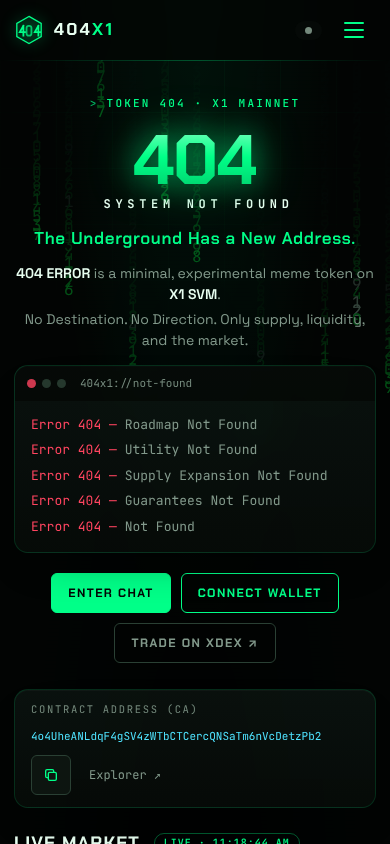 404 404X1
>_TOKEN 404 · X1 MAINNET
404
SYSTEM NOT FOUND
The Underground Has a New Address.
404 ERROR is a minimal, experimental meme token on
X1 SVM.
No Destination. No Direction. Only supply, liquidity,
and the market.
404x1://not-found
Error 404 — Roadmap Not Found
Error 404 — Utility Not Found
Error 404 — Supply Expansion Not Found
Error 404 — Guarantees Not Found
Error 404 — Not Found
ENTER CHAT CONNECT WALLET
TRADE ON XDEX ↗
CONTRACT ADDRESS (CA)
4o4UheANLdqF4gSV4zWTbCTCercQNSaTm6nVcDetzPb2
Explorer ↗
LIVE MARKET LIVE · 11:18:44 AM